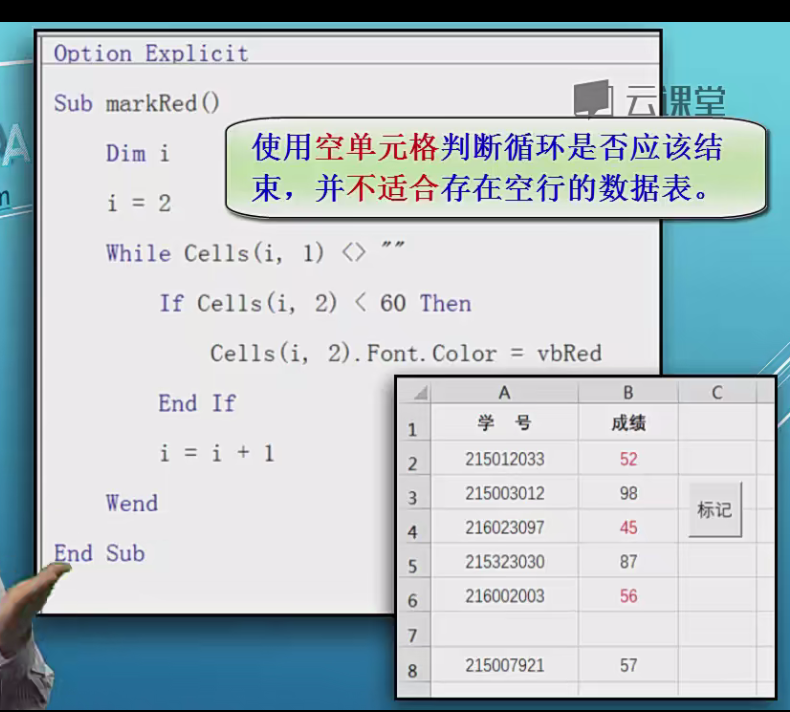 Option Explicit
Sub markRed()
云课堂
Dim i
使用空单元格判断循环是否应该结
束，并不适合存在空行的数据表。
i = 2
While Cells(i, 1) <> ""
If Cells(i, 2) < 60 Then
Cells(i, 2).Font.Color = vbRed
End If
i = i + 1
Wend
End Sub
A B C
1 学 号 成绩
2 215012033 52
3 215003012 98
标记
4 216023097 45
5 215323030 87
6 216002003 56
7
8 215007921 57